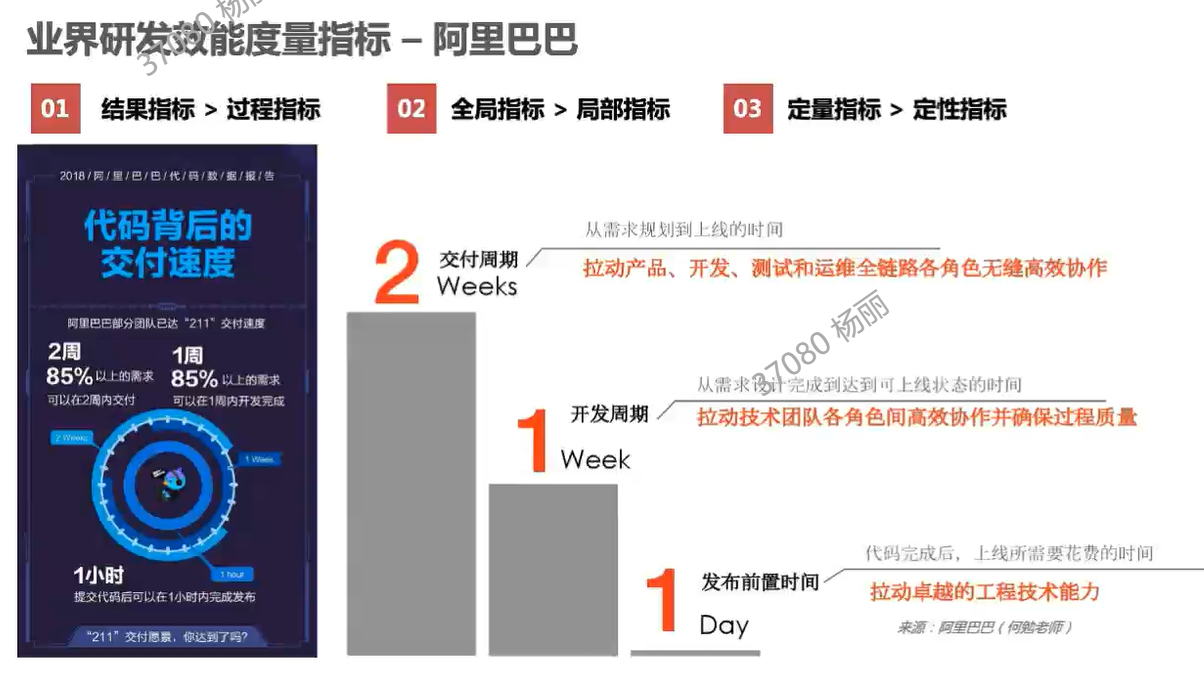 业界研发效能度量指标 – 阿里巴巴
37080 杨丽
01 结果指标 > 过程指标
02 全局指标 > 局部指标
03 定量指标 > 定性指标
2018/阿/里/巴/巴/代/码/数/据/报/告
代码背后的
交付速度
阿里巴巴部分团队已达“211”交付速度
2周
85%以上的需求
可以在2周内交付
1周
85%以上的需求
可以在1周内开发完成
2 Weeks
1 Week
1 hour
1小时
提交代码后可以在1小时内完成发布
“211”交付愿景，你达到了吗?
2 交付周期
Weeks
从需求规划到上线的时间
拉动产品、开发、测试和运维全链路各角色无缝高效协作
37080 杨丽
1 开发周期
Week
从需求设计完成到达到可上线状态的时间
拉动技术团队各角色间高效协作并确保过程质量
1 发布前置时间
Day
代码完成后，上线所需要花费的时间
拉动卓越的工程技术能力
来源：阿里巴巴（何勉老师）